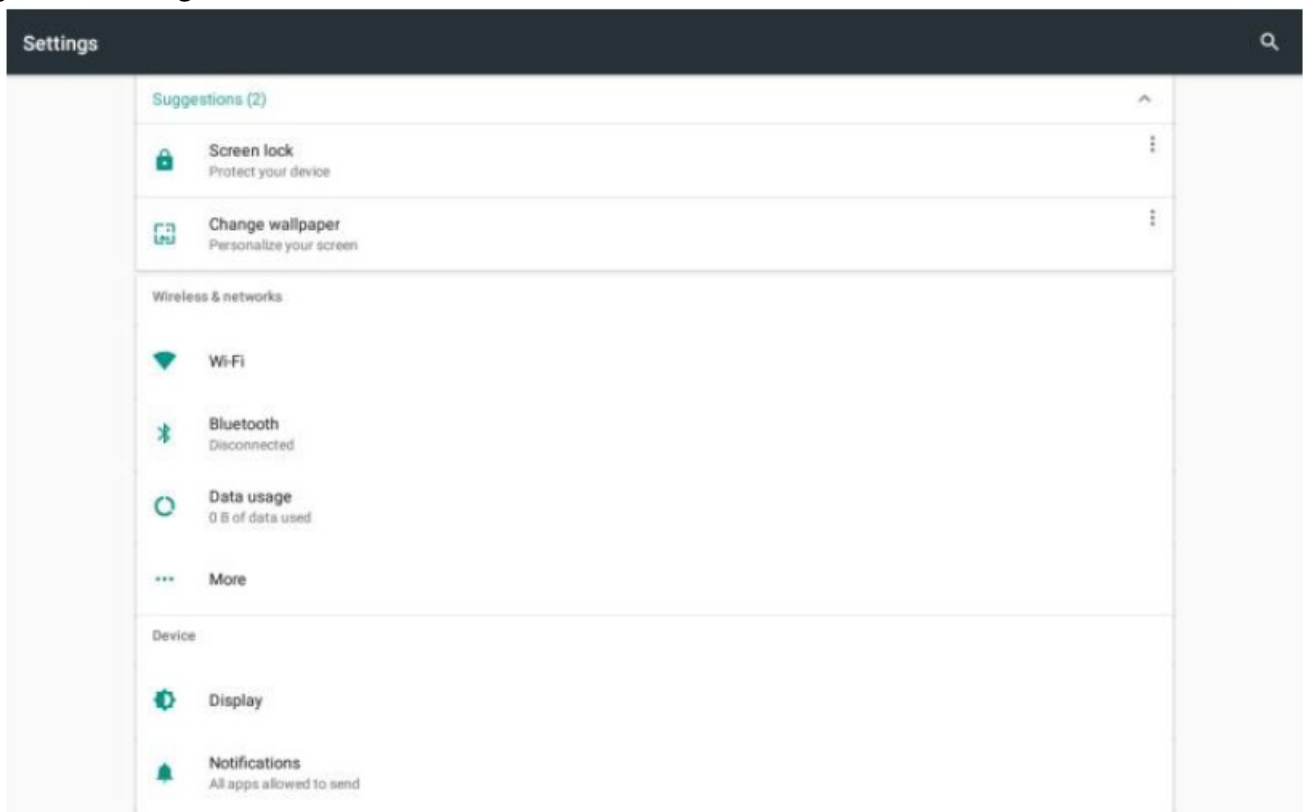 Settings
Suggestions (2)
Screen lock
Protect your device
Change wallpaper
Personalize your screen
Wireless & networks
Wi-Fi
Bluetooth
Disconnected
Data usage
0 B of data used
More
Device
Display
Notifications
All apps allowed to send